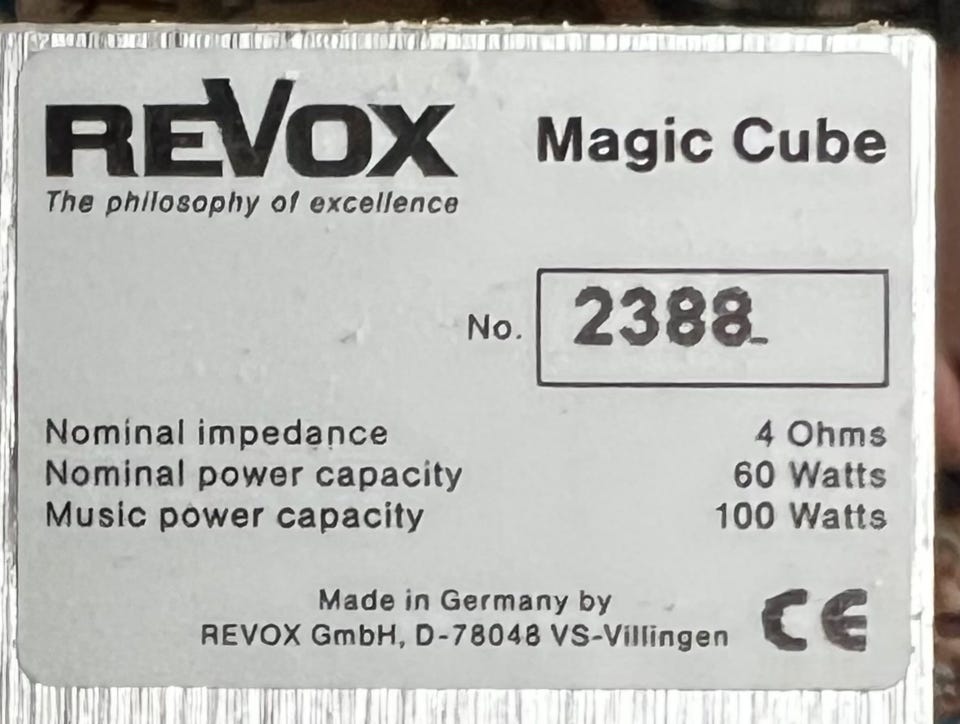 REVOX Magic Cube
The philosophy of excellence
No. 2388
Nominal impedance 4 Ohms
Nominal power capacity 60 Watts
Music power capacity 100 Watts
Made in Germany by
REVOX GmbH, D-78048 VS-Villingen CE